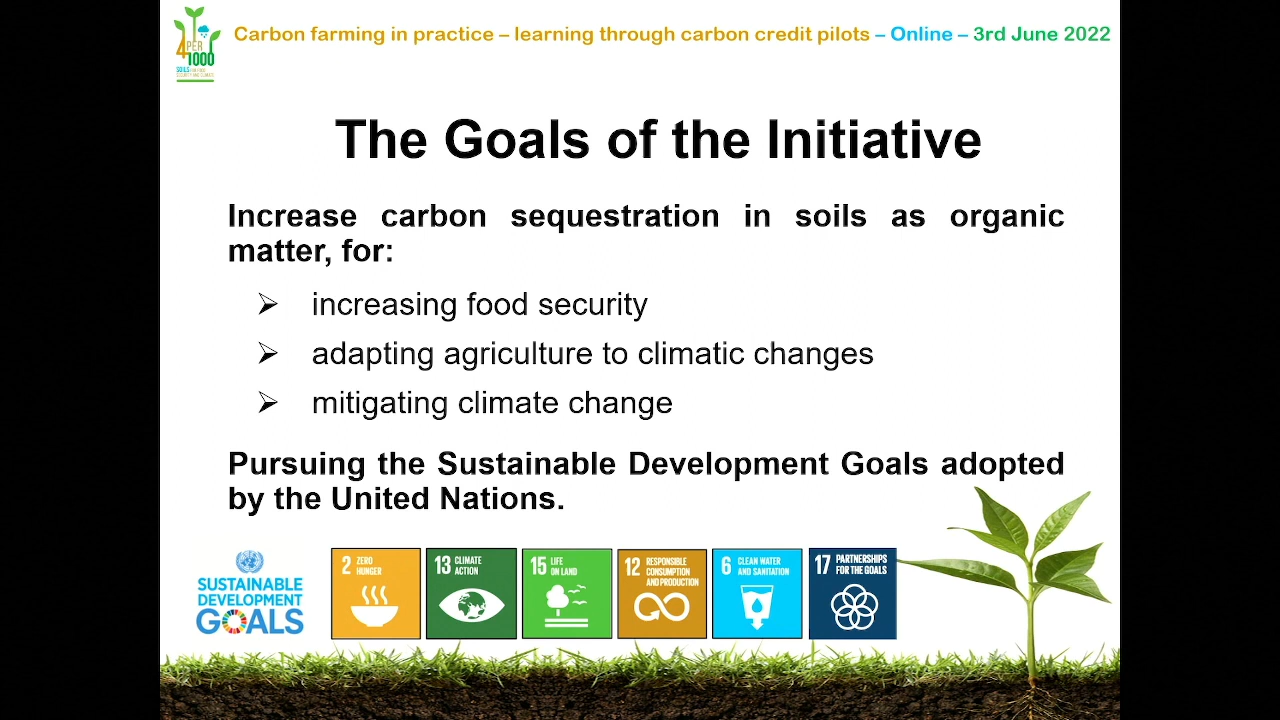 Carbon farming in practice – learning through carbon credit pilots – Online – 3rd June 2022
4 PER
1000
The Goals of the Initiative
Increase carbon sequestration in soils as organic
matter, for:
➢ increasing food security
➢ adapting agriculture to climatic changes
➢ mitigating climate change
Pursuing the Sustainable Development Goals adopted
by the United Nations.
SUSTAINABLE
DEVELOPMENT
GOALS
2 ZERO
HUNGER
13 CLIMATE
ACTION
15 LIFE
ON LAND
12 RESPONSIBLE
CONSUMPTION
AND PRODUCTION
6 CLEAN WATER
AND SANITATION
17 PARTNERSHIPS
FOR THE GOALS